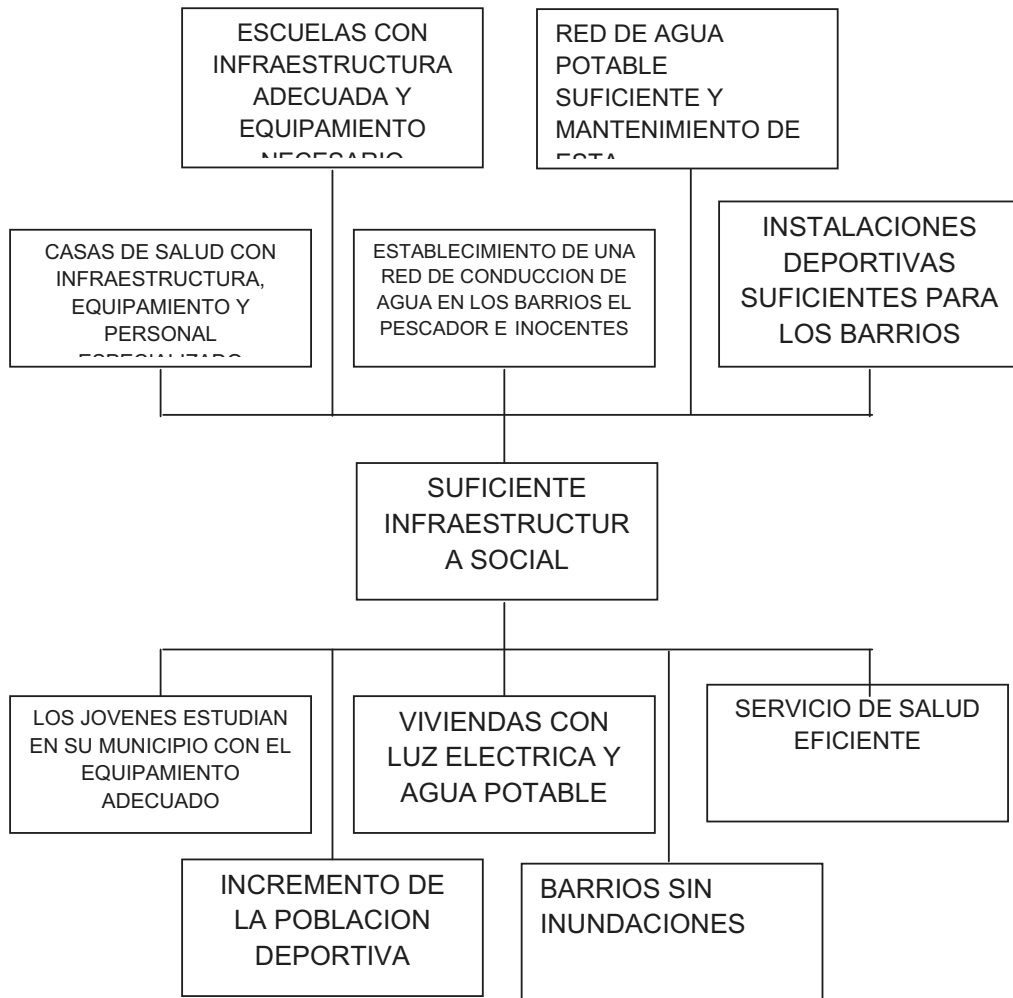 ESCUELAS CON
INFRAESTRUCTURA
ADECUADA Y
EQUIPAMIENTO
NECESARIO
RED DE AGUA
POTABLE
SUFICIENTE Y
MANTENIMIENTO DE
ESTA
CASAS DE SALUD CON
INFRAESTRUCTURA,
EQUIPAMIENTO Y
PERSONAL
ESPECIALIZADO
ESTABLECIMIENTO DE UNA
RED DE CONDUCCION DE
AGUA EN LOS BARRIOS EL
PESCADOR E INOCENTES
INSTALACIONES
DEPORTIVAS
SUFICIENTES PARA
LOS BARRIOS
SUFICIENTE
INFRAESTRUCTUR
A SOCIAL
LOS JOVENES ESTUDIAN
EN SU MUNICIPIO CON EL
EQUIPAMIENTO
ADECUADO
VIVIENDAS CON
LUZ ELECTRICA Y
AGUA POTABLE
SERVICIO DE SALUD
EFICIENTE
INCREMENTO DE
LA POBLACION
DEPORTIVA
BARRIOS SIN
INUNDACIONES